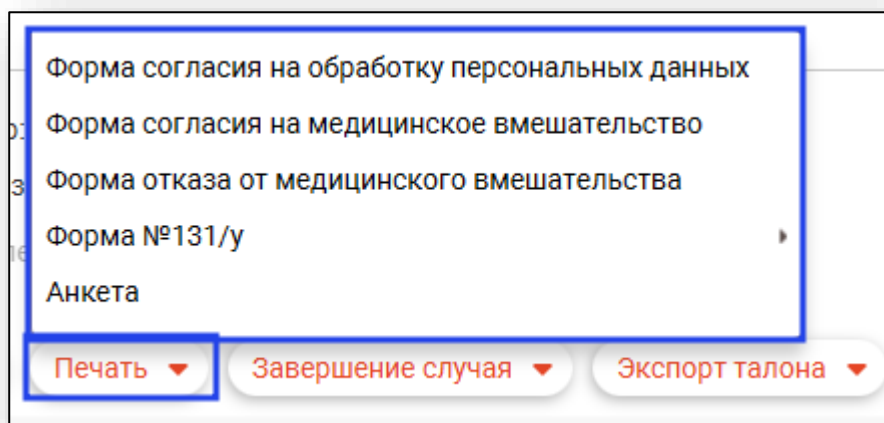 Форма согласия на обработку персональных данных
Форма согласия на медицинское вмешательство
Форма отказа от медицинского вмешательства
Форма №131/у
Анкета
Печать
Завершение случая
Экспорт талона